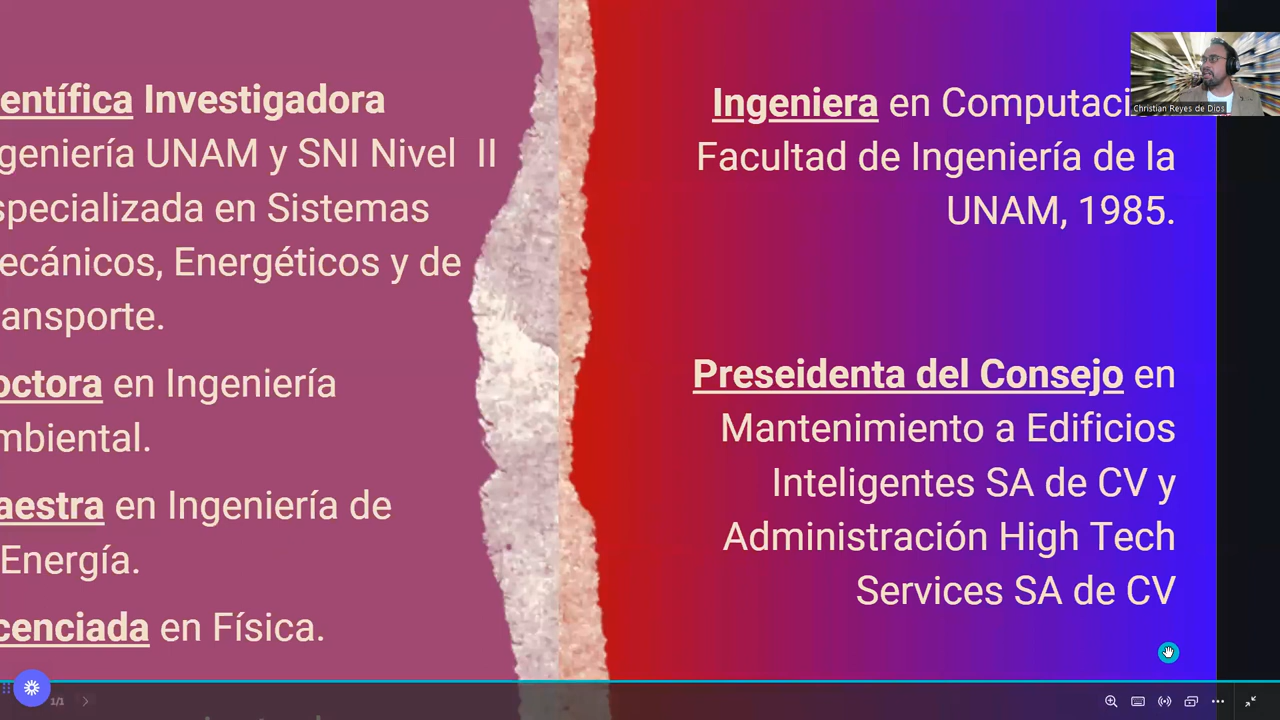 entífica Investigadora
geniería UNAM y SNI Nivel II
specializada en Sistemas
ecánicos, Energéticos y de
ansporte.
octora en Ingeniería
mbiental.
aestra en Ingeniería de
Energía.
cenciada en Física.
Ingeniera en Computaci
Facultad de Ingeniería de la
UNAM, 1985.
Preseidenta del Consejo en
Mantenimiento a Edificios
Inteligentes SA de CV y
Administración High Tech
Services SA de CV
Christian Reyes de Dios
1/1